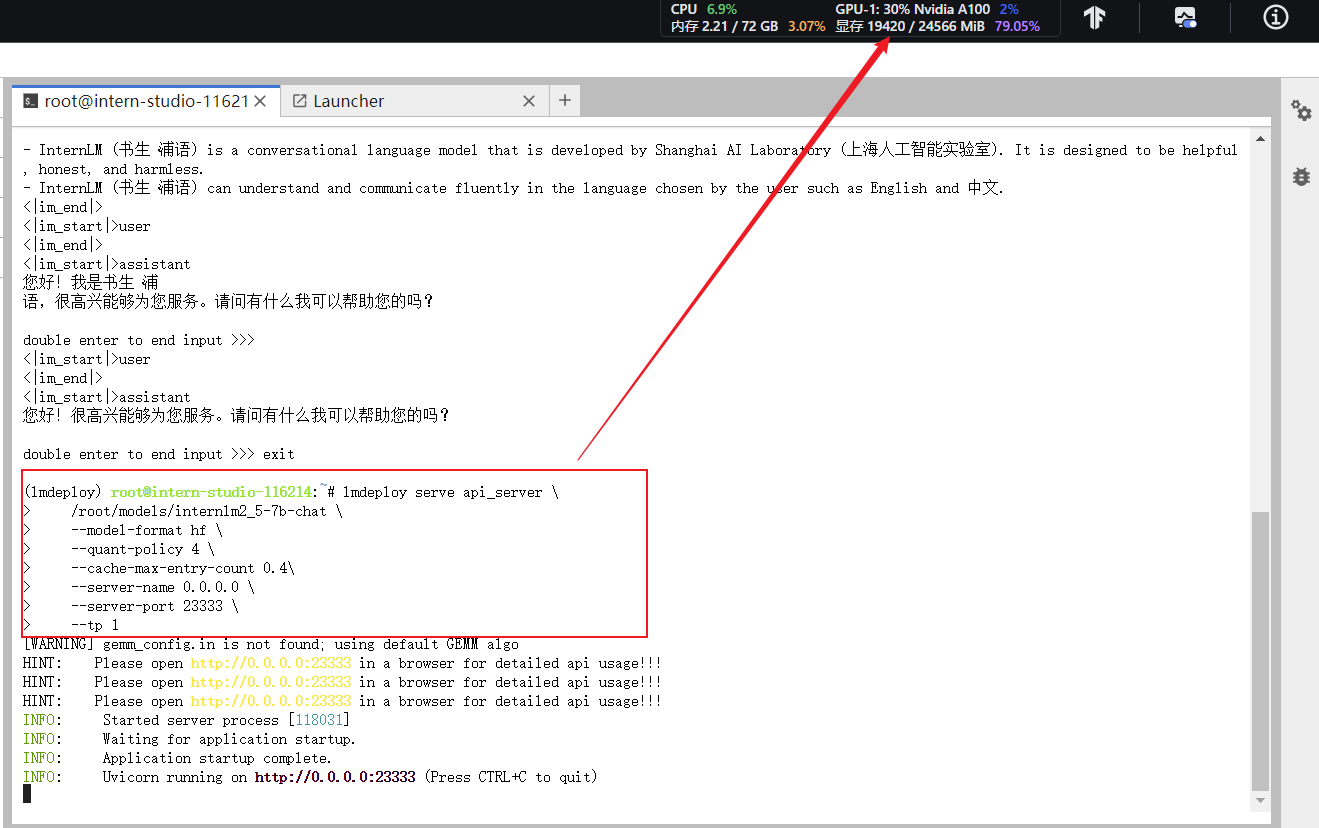 CPU 6.9% GPU-1: 30% Nvidia A100 2%
内存 2.21 / 72 GB 3.07% 显存 19420 / 24566 MiB 79.05%
root@intern-studio-11621
Launcher
- InternLM (书生·浦语) is a conversational language model that is developed by Shanghai AI Laboratory (上海人工智能实验室). It is designed to be helpful
, honest, and harmless.
- InternLM (书生·浦语) can understand and communicate fluently in the language chosen by the user such as English and 中文.
<|im_end|>
<|im_start|>user
<|im_end|>
<|im_start|>assistant
您好！我是书生·浦
语，很高兴能够为您服务。请问有什么我可以帮助您的吗？
double enter to end input >>>
<|im_start|>user
<|im_end|>
<|im_start|>assistant
您好！很高兴能够为您服务。请问有什么我可以帮助您的吗？
double enter to end input >>> exit
(lmdeploy) root@intern-studio-116214:~# lmdeploy serve api_server \
> /root/models/internlm2_5-7b-chat \
> --model-format hf \
> --quant-policy 4 \
> --cache-max-entry-count 0.4\
> --server-name 0.0.0.0 \
> --server-port 23333 \
> --tp 1
[WARNING] gemm_config.in is not found; using default GEMM algo
HINT: Please open http://0.0.0.0:23333 in a browser for detailed api usage!!!
HINT: Please open http://0.0.0.0:23333 in a browser for detailed api usage!!!
HINT: Please open http://0.0.0.0:23333 in a browser for detailed api usage!!!
INFO: Started server process [118031]
INFO: Waiting for application startup.
INFO: Application startup complete.
INFO: Uvicorn running on http://0.0.0.0:23333 (Press CTRL+C to quit)